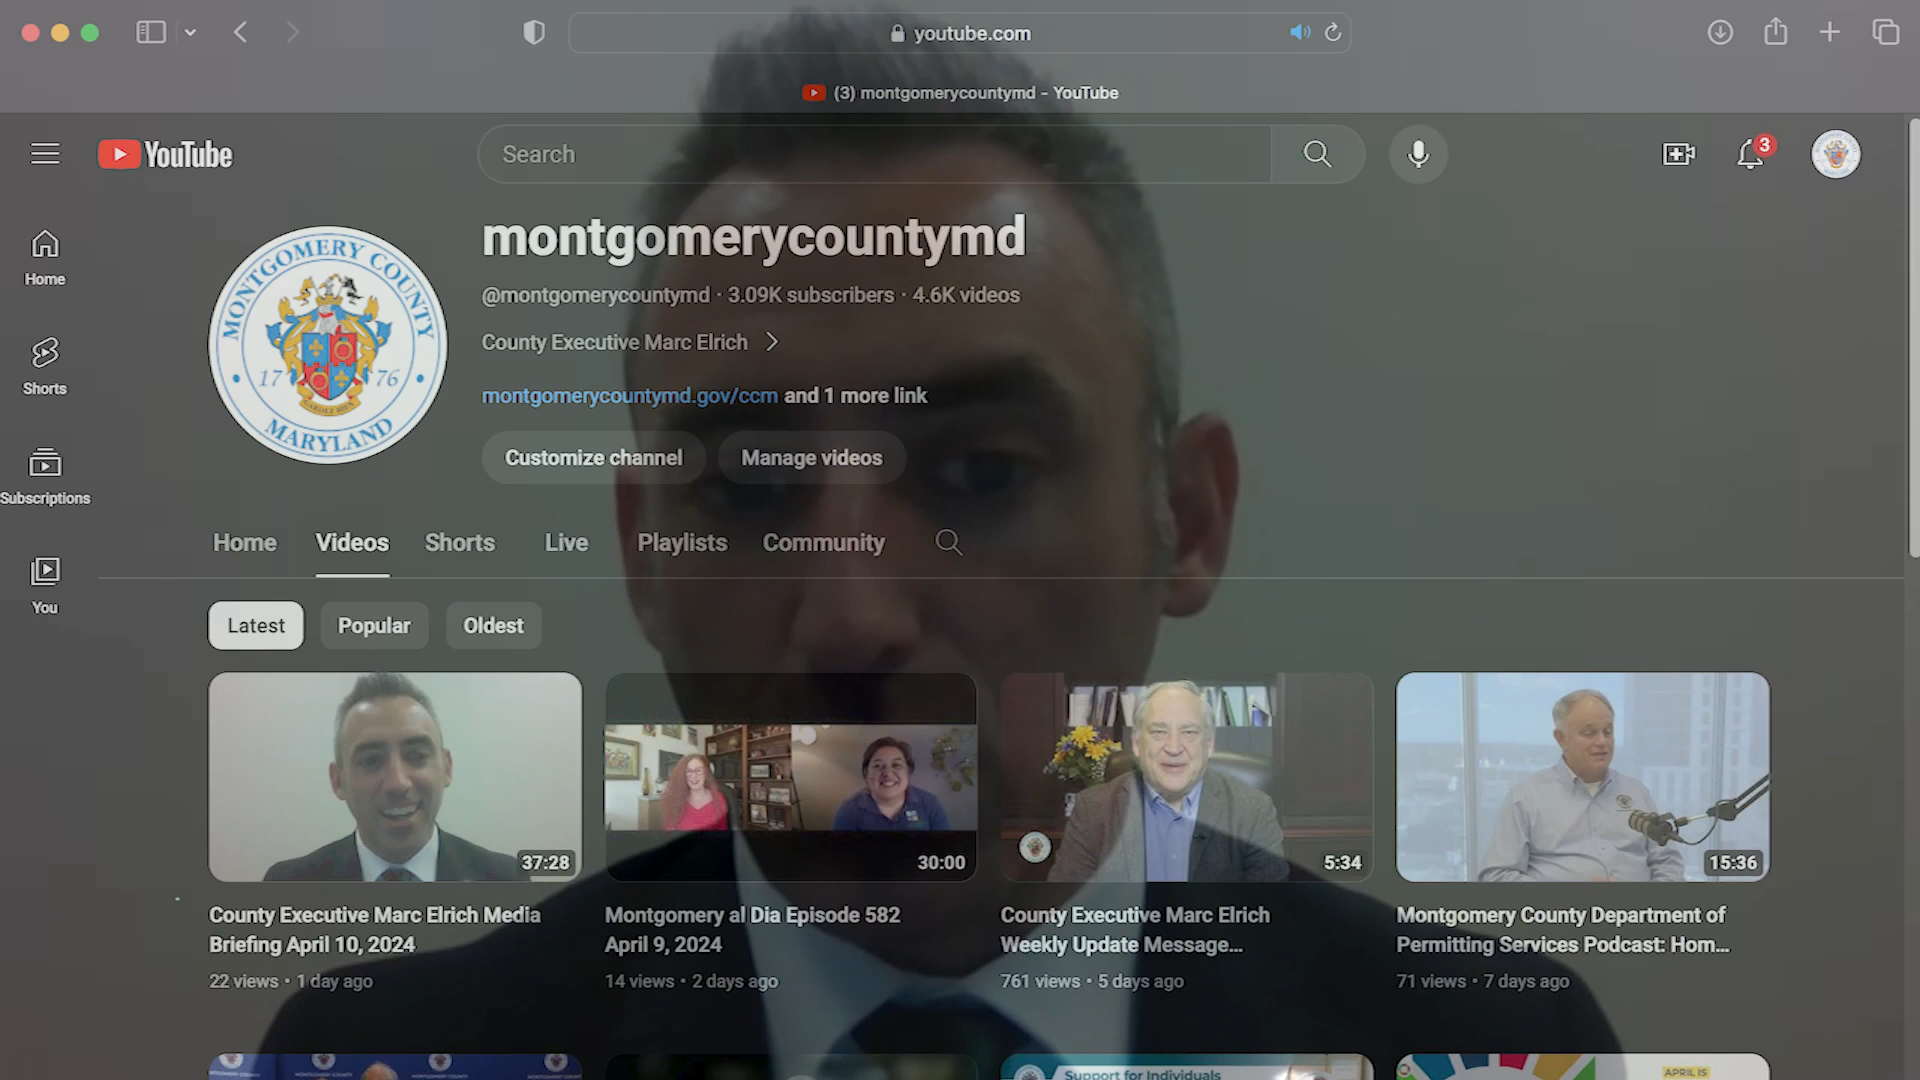 youtube.com
(3) montgomerycountymd - YouTube
YouTube
Search
3
montgomerycountymd
@montgomerycountymd · 3.09K subscribers · 4.6K videos
County Executive Marc Elrich
montgomerycountymd.gov/ccm and 1 more link
Customize channel
Manage videos
MONTGOMERY COUNTY
17 76
MARYLAND
Home
Shorts
Subscriptions
You
Home
Videos
Shorts
Live
Playlists
Community
Latest
Popular
Oldest
37:28
30:00
5:34
15:36
County Executive Marc Elrich Media
Briefing April 10, 2024
22 views • 1 day ago
Montgomery al Dia Episode 582
April 9, 2024
14 views • 2 days ago
County Executive Marc Elrich
Weekly Update Message...
761 views • 5 days ago
Montgomery County Department of
Permitting Services Podcast: Hom...
71 views • 7 days ago
Support for Individuals
APRIL IS